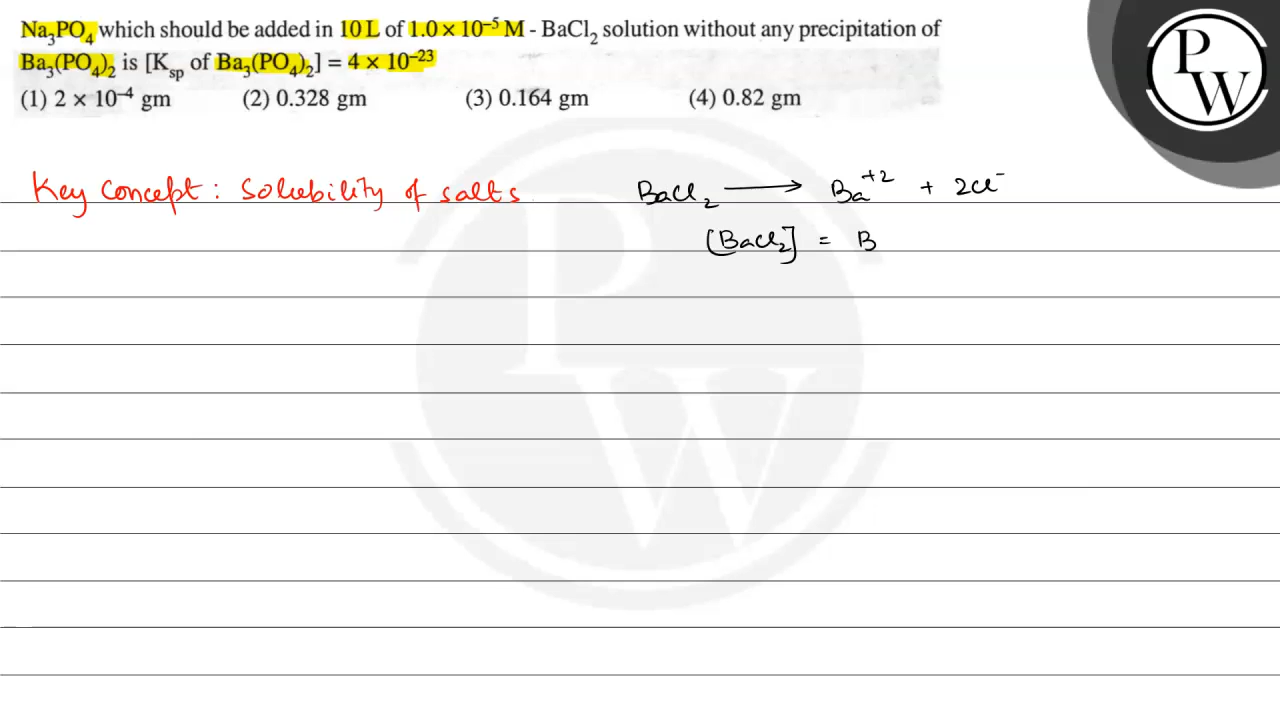 Na₃PO₄ which should be added in 10 L of 1.0 × 10⁻⁵ M - BaCl₂ solution without any precipitation of
Ba₃(PO₄)₂ is [Kₛₚ of Ba₃(PO₄)₂] = 4 × 10⁻²³
(1) 2 × 10⁻⁴ gm (2) 0.328 gm (3) 0.164 gm (4) 0.82 gm
Key Concept : Solubility of salts
BaCl₂ ⟶ Ba⁺² + 2Cl⁻
[BaCl₂] = B
P
W
P
W